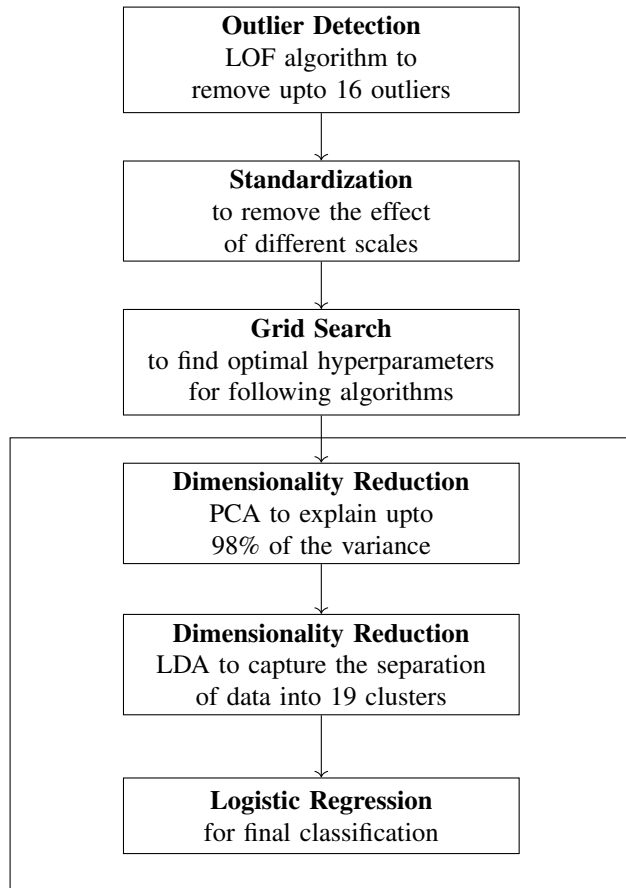 Outlier Detection
LOF algorithm to
remove upto 16 outliers
Standardization
to remove the effect
of different scales
Grid Search
to find optimal hyperparameters
for following algorithms
Dimensionality Reduction
PCA to explain upto
98% of the variance
Dimensionality Reduction
LDA to capture the separation
of data into 19 clusters
Logistic Regression
for final classification